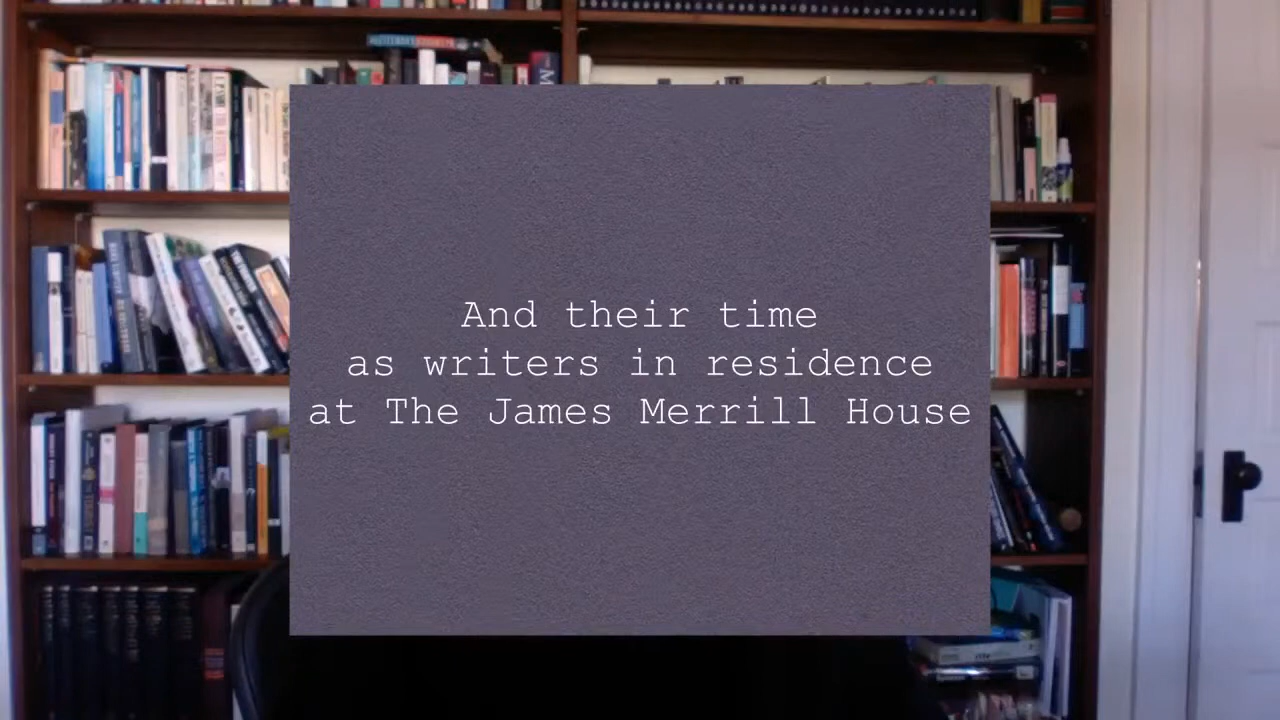 And their time
as writers in residence
at The James Merrill House